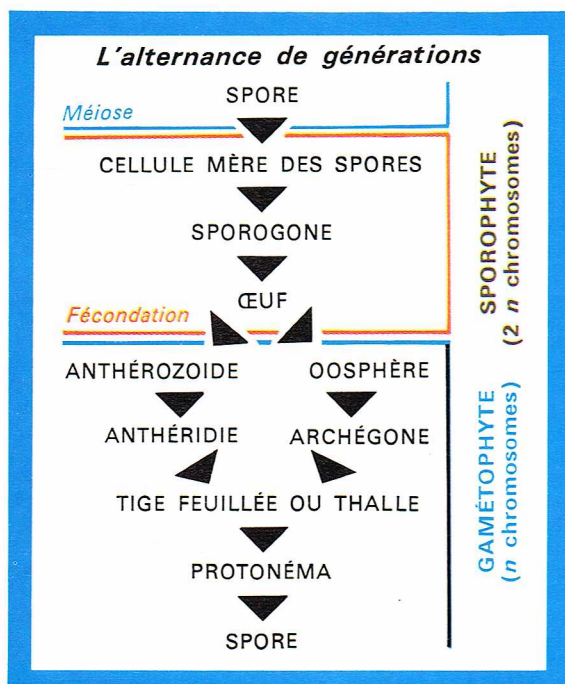 L'alternance de générations
SPORE
Méiose
CELLULE MÈRE DES SPORES
SPOROGONE
ŒUF
Fécondation
ANTHÉROZOIDE OOSPHÈRE
ANTHÉRIDIE ARCHÉGONE
TIGE FEUILLÉE OU THALLE
PROTONÉMA
SPORE
SPOROPHYTE
(2 n chromosomes)
GAMÉTOPHYTE
(n chromosomes)